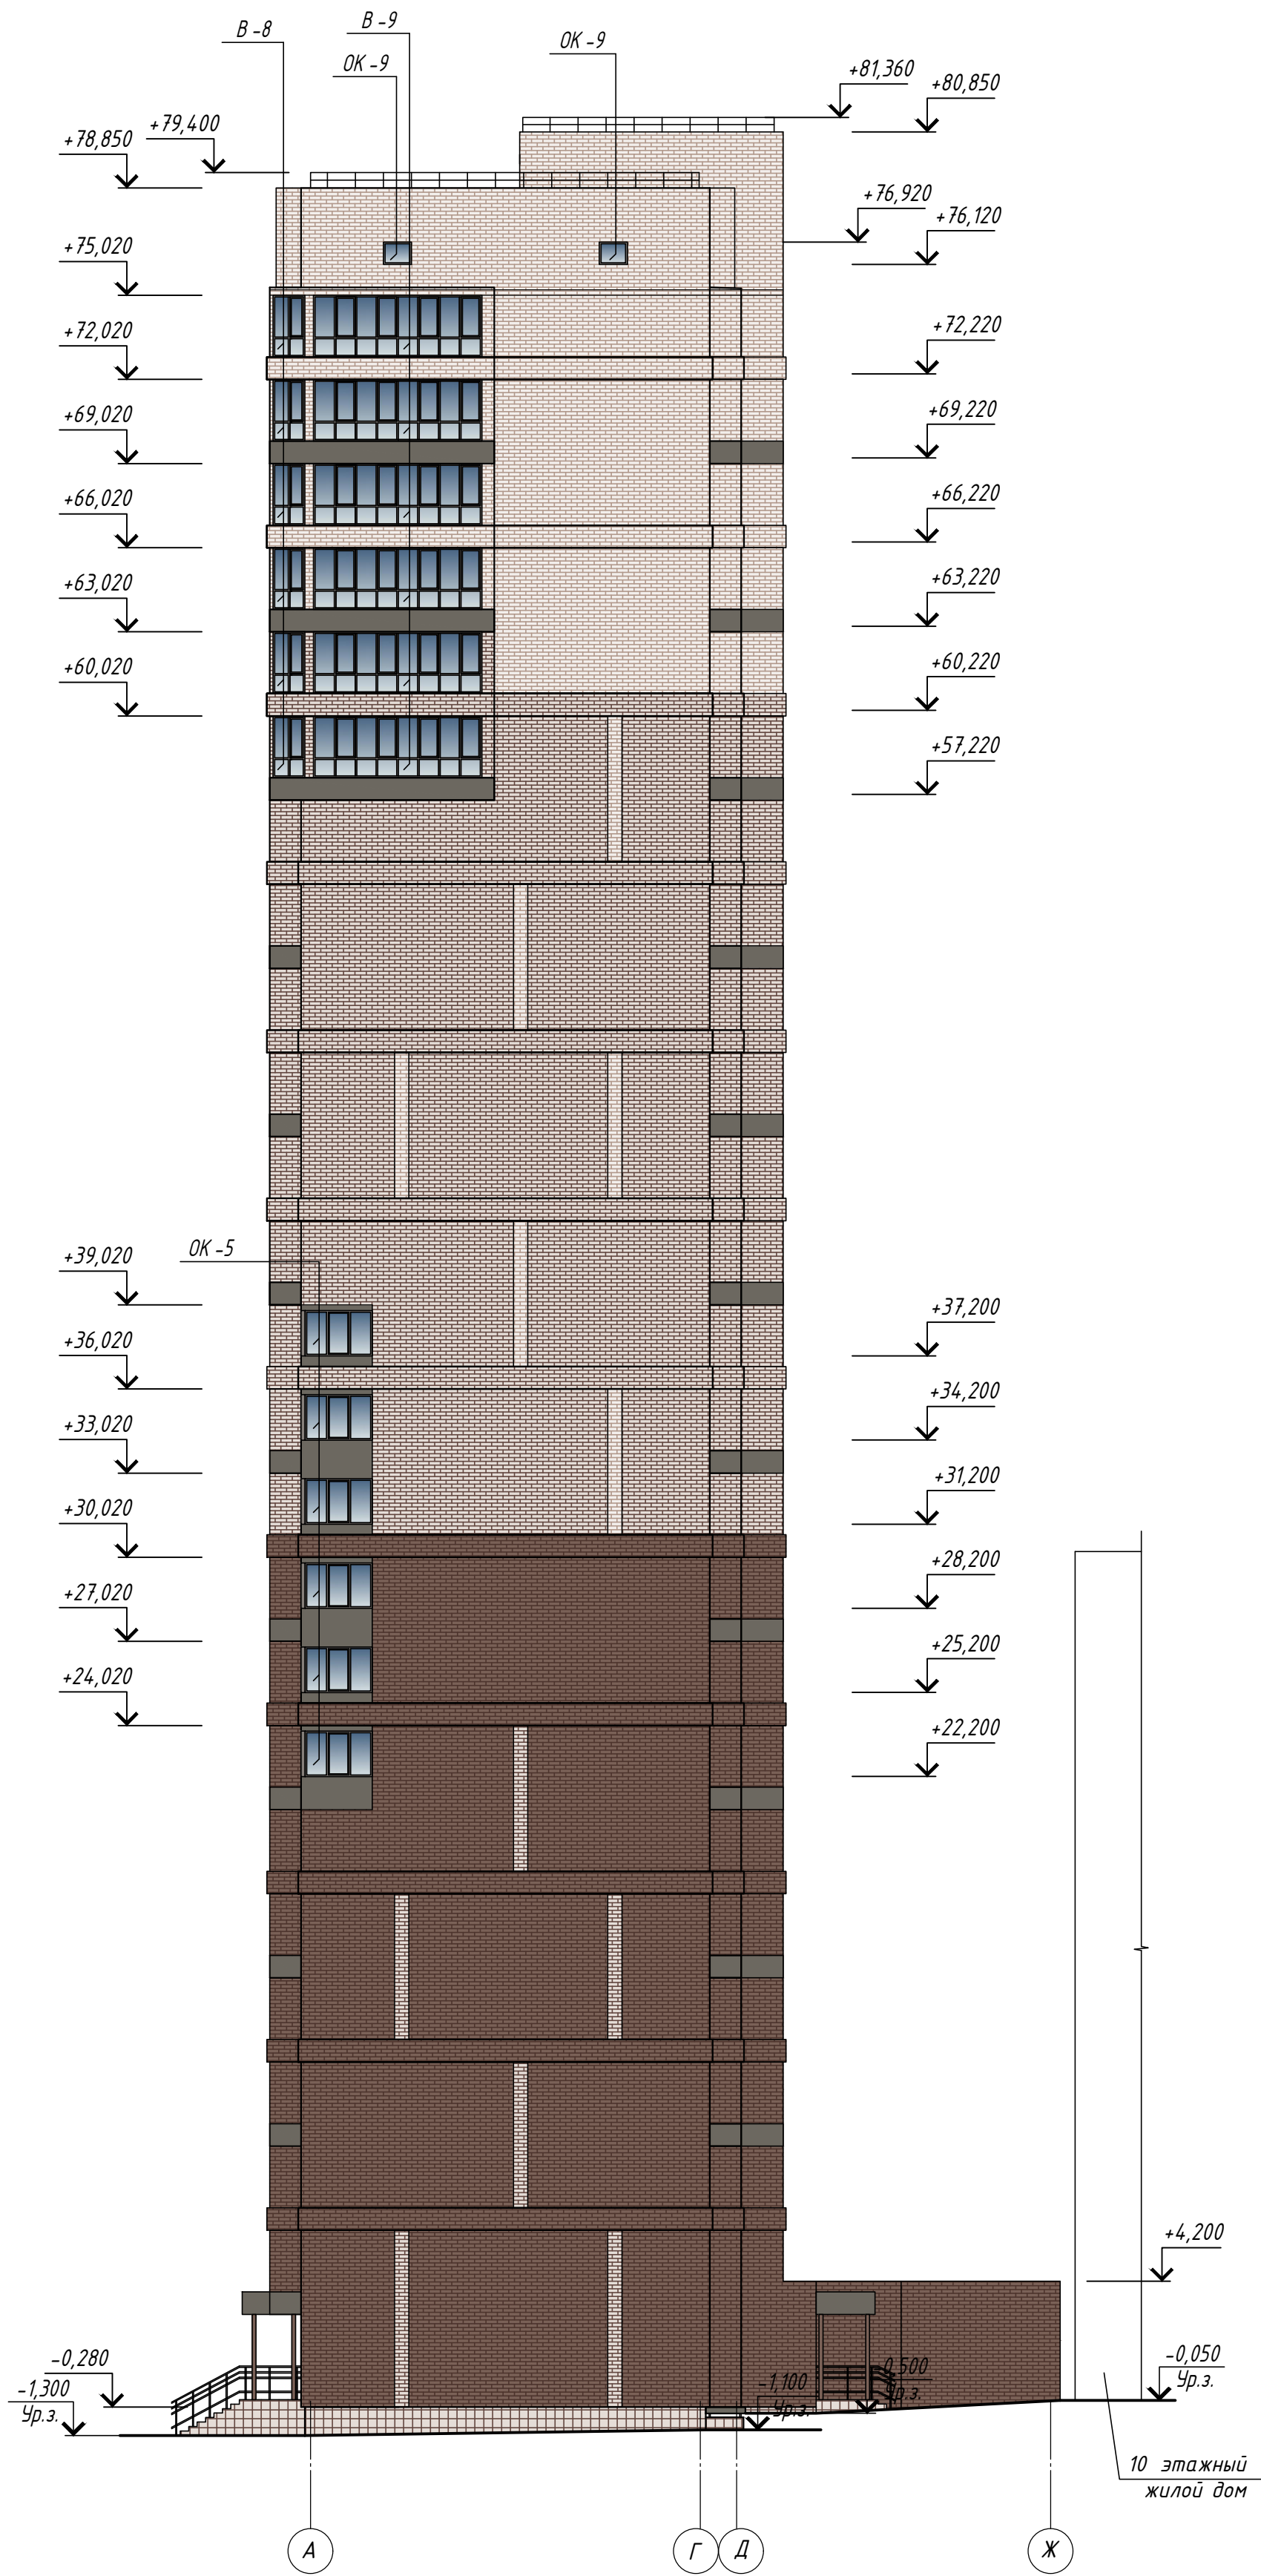 В-8
В-9
ОК-9
ОК-9
+81,360
+80,850
+79,400
+78,850
+76,920
+76,120
+75,020
+72,020
+72,220
+69,020
+69,220
+66,020
+66,220
+63,020
+63,220
+60,020
+60,220
+57,220
ОК-5
+39,020
+37,200
+36,020
+34,200
+33,020
+31,200
+30,020
+28,200
+27,020
+25,200
+24,020
+22,200
+4,200
-0,280
-1,300
Ур.з.
-1,100
Ур.з.
0,500
Ур.з.
-0,050
Ур.з.
10 этажный
жилой дом
А
Г
Д
Ж